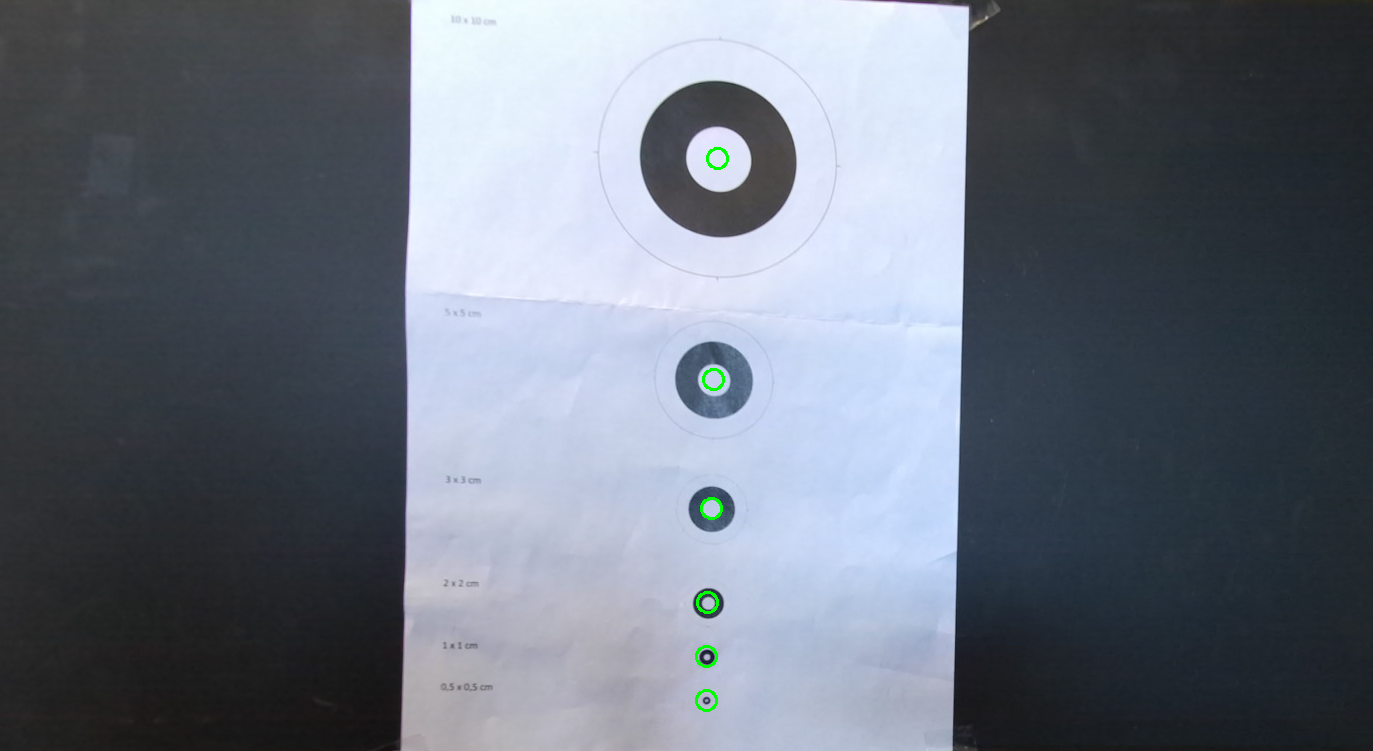 10 x 10 cm
5 x 5 cm
3 x 3 cm
2 x 2 cm
1 x 1 cm
0,5 x 0,5 cm